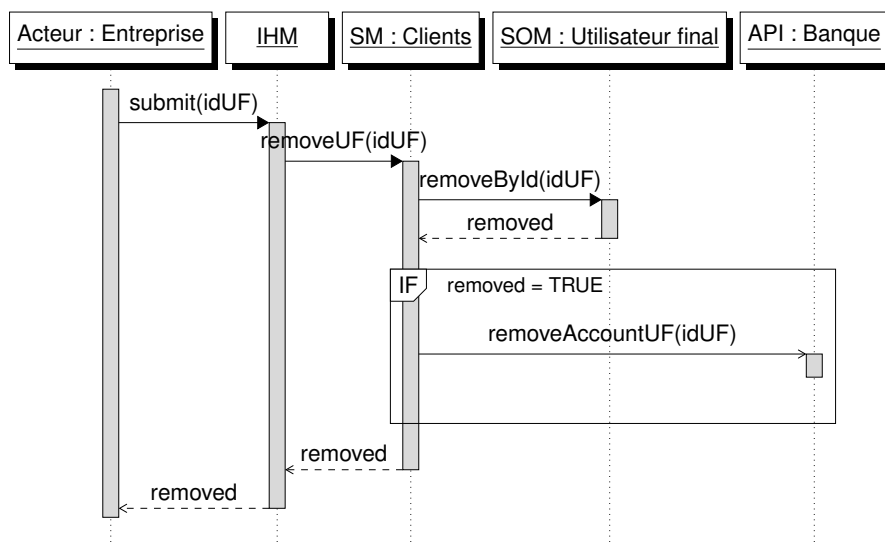 Acteur : Entreprise
IHM
SM : Clients
SOM : Utilisateur final
API : Banque
submit(idUF)
removeUF(idUF)
removeById(idUF)
removed
IF
removed = TRUE
removeAccountUF(idUF)
removed
removed